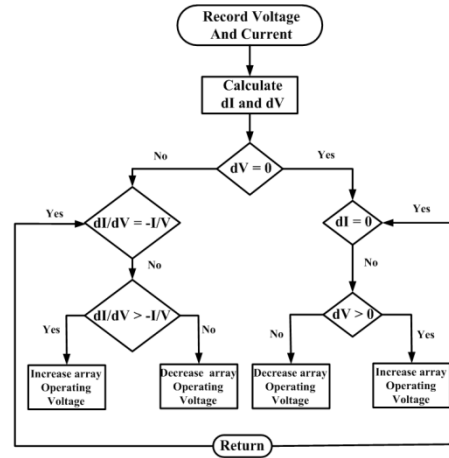 Record Voltage
And Current
Calculate
dI and dV
No
dV = 0
Yes
Yes
dI/dV = -I/V
dI = 0
Yes
No
No
Yes
dI/dV > -I/V
No
No
dV > 0
Yes
Increase array
Operating
Voltage
Decrease array
Operating
Voltage
Decrease array
Operating
Voltage
Increase array
Operating
Voltage
Return